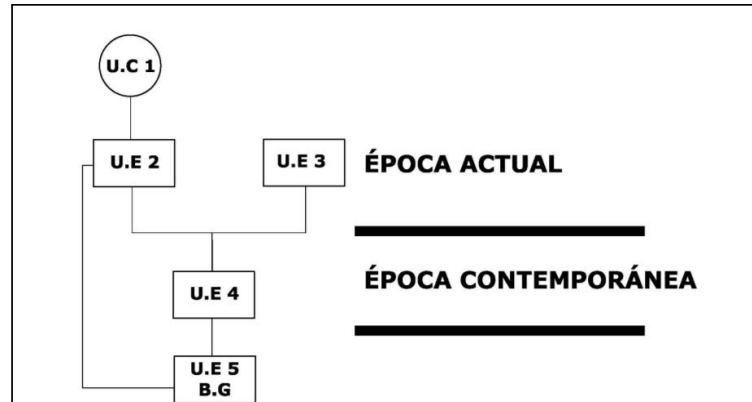 U.C 1
U.E 2
U.E 3
ÉPOCA ACTUAL
U.E 4
ÉPOCA CONTEMPORÁNEA
U.E 5
B.G